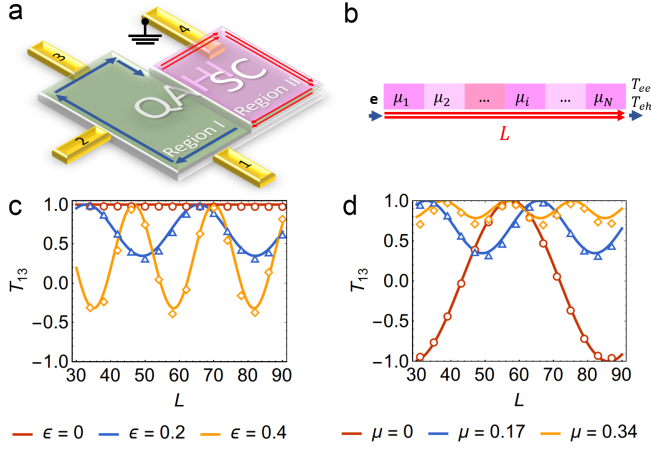 a
4
3
QAHI
SC
Region I
Region II
2
1
b
e
μ1 μ2 ... μi ... μN
Tee
Teh
L
c
T13
1.0
0.5
0.0
−0.5
−1.0
30 40 50 60 70 80 90
L
ϵ = 0 ϵ = 0.2 ϵ = 0.4
d
T13
1.0
0.5
0.0
−0.5
−1.0
30 40 50 60 70 80 90
L
μ = 0 μ = 0.17 μ = 0.34